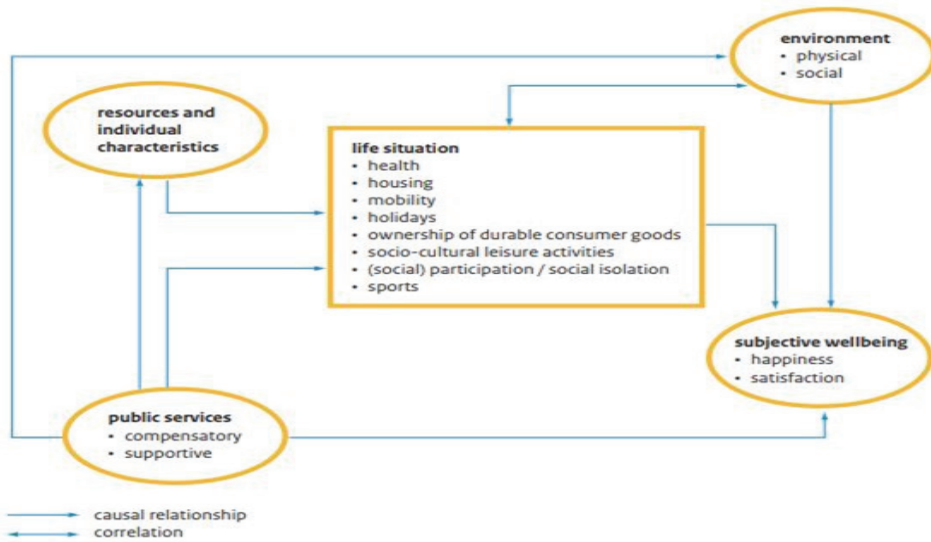 environment
• physical
• social
resources and
individual
characteristics
life situation
• health
• housing
• mobility
• holidays
• ownership of durable consumer goods
• socio-cultural leisure activities
• (social) participation / social isolation
• sports
subjective wellbeing
• happiness
• satisfaction
public services
• compensatory
• supportive
causal relationship
correlation